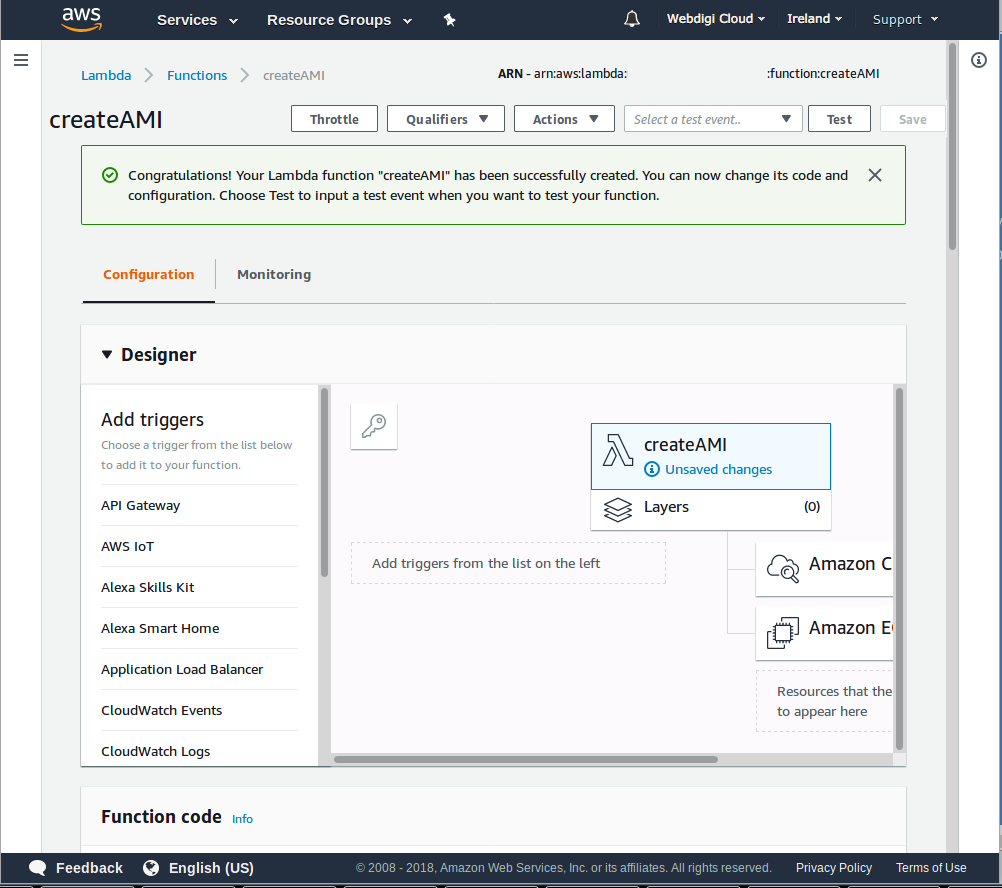 aws Services Resource Groups Webdigi Cloud Ireland Support
Lambda Functions createAMI ARN - arn:aws:lambda: :function:createAMI
createAMI Throttle Qualifiers Actions Select a test event.. Test Save
Congratulations! Your Lambda function "createAMI" has been successfully created. You can now change its code and
configuration. Choose Test to input a test event when you want to test your function.
Configuration Monitoring
Designer
Add triggers
Choose a trigger from the list below
to add it to your function.
API Gateway
AWS IoT
Alexa Skills Kit
Alexa Smart Home
Application Load Balancer
CloudWatch Events
CloudWatch Logs
createAMI
Unsaved changes
Layers (0)
Add triggers from the list on the left
Amazon C
Amazon E
Resources that the
to appear here
Function code Info
Feedback English (US) © 2008 - 2018, Amazon Web Services, Inc. or its affiliates. All rights reserved. Privacy Policy Terms of Use